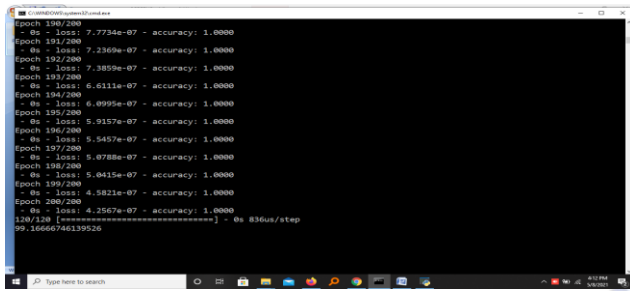 C:\WINDOWS\system32\cmd.exe
Epoch 190/200
 - 0s - loss: 7.7734e-07 - accuracy: 1.0000
Epoch 191/200
 - 0s - loss: 7.2369e-07 - accuracy: 1.0000
Epoch 192/200
 - 0s - loss: 7.3859e-07 - accuracy: 1.0000
Epoch 193/200
 - 0s - loss: 6.6111e-07 - accuracy: 1.0000
Epoch 194/200
 - 0s - loss: 6.0995e-07 - accuracy: 1.0000
Epoch 195/200
 - 0s - loss: 5.9157e-07 - accuracy: 1.0000
Epoch 196/200
 - 0s - loss: 5.5457e-07 - accuracy: 1.0000
Epoch 197/200
 - 0s - loss: 5.0788e-07 - accuracy: 1.0000
Epoch 198/200
 - 0s - loss: 5.0415e-07 - accuracy: 1.0000
Epoch 199/200
 - 0s - loss: 4.5821e-07 - accuracy: 1.0000
Epoch 200/200
 - 0s - loss: 4.2567e-07 - accuracy: 1.0000
120/120 [==============================] - 0s 836us/step
99.16666746139526
Type here to search
4:12 PM
5/8/2021